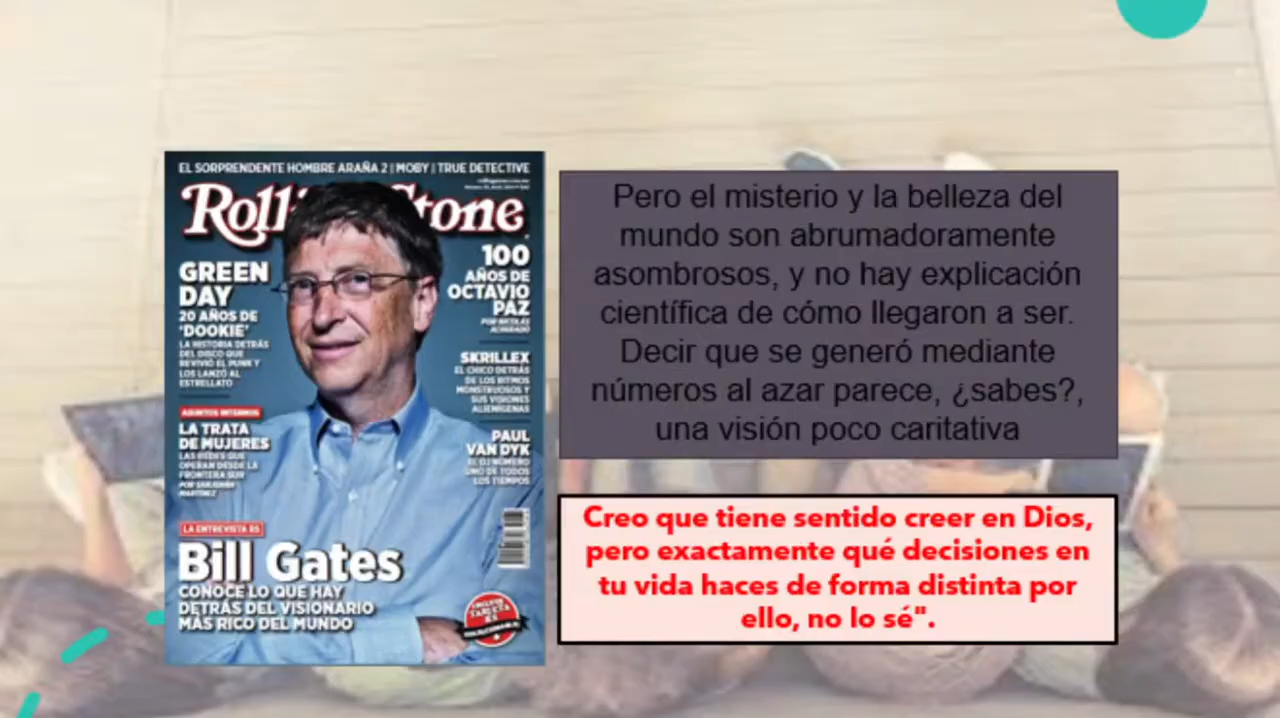 EL SORPRENDENTE HOMBRE ARAÑA 2 | MOBY | TRUE DETECTIVE
GREEN
DAY
20 AÑOS DE
'DOOKIE'
LA HISTORIA DETRÁS
DEL DISCO QUE
REVIVIÓ EL PUNK Y
LOS LANZÓ AL
ESTRELLATO
ASUNTOS INTERNOS
LA TRATA
DE MUJERES
LAS REDES QUE
OPERAN DESDE LA
FRONTERA SUR
100
AÑOS DE
OCTAVIO
PAZ
SKRILLEX
EL CHICO DETRÁS
DE LOS RITMOS
MONSTRUOSOS Y
SUS VISIONES
ALIENÍGENAS
PAUL
VAN DYK
EL DJ NÚMERO
UNO DE TODOS
LOS TIEMPOS
LA ENTREVISTA RS
Bill Gates
CONOCE LO QUE HAY
DETRÁS DEL VISIONARIO
MÁS RICO DEL MUNDO
Pero el misterio y la belleza del
mundo son abrumadoramente
asombrosos, y no hay explicación
científica de cómo llegaron a ser.
Decir que se generó mediante
números al azar parece, ¿sabes?,
una visión poco caritativa
Creo que tiene sentido creer en Dios,
pero exactamente qué decisiones en
tu vida haces de forma distinta por
ello, no lo sé".